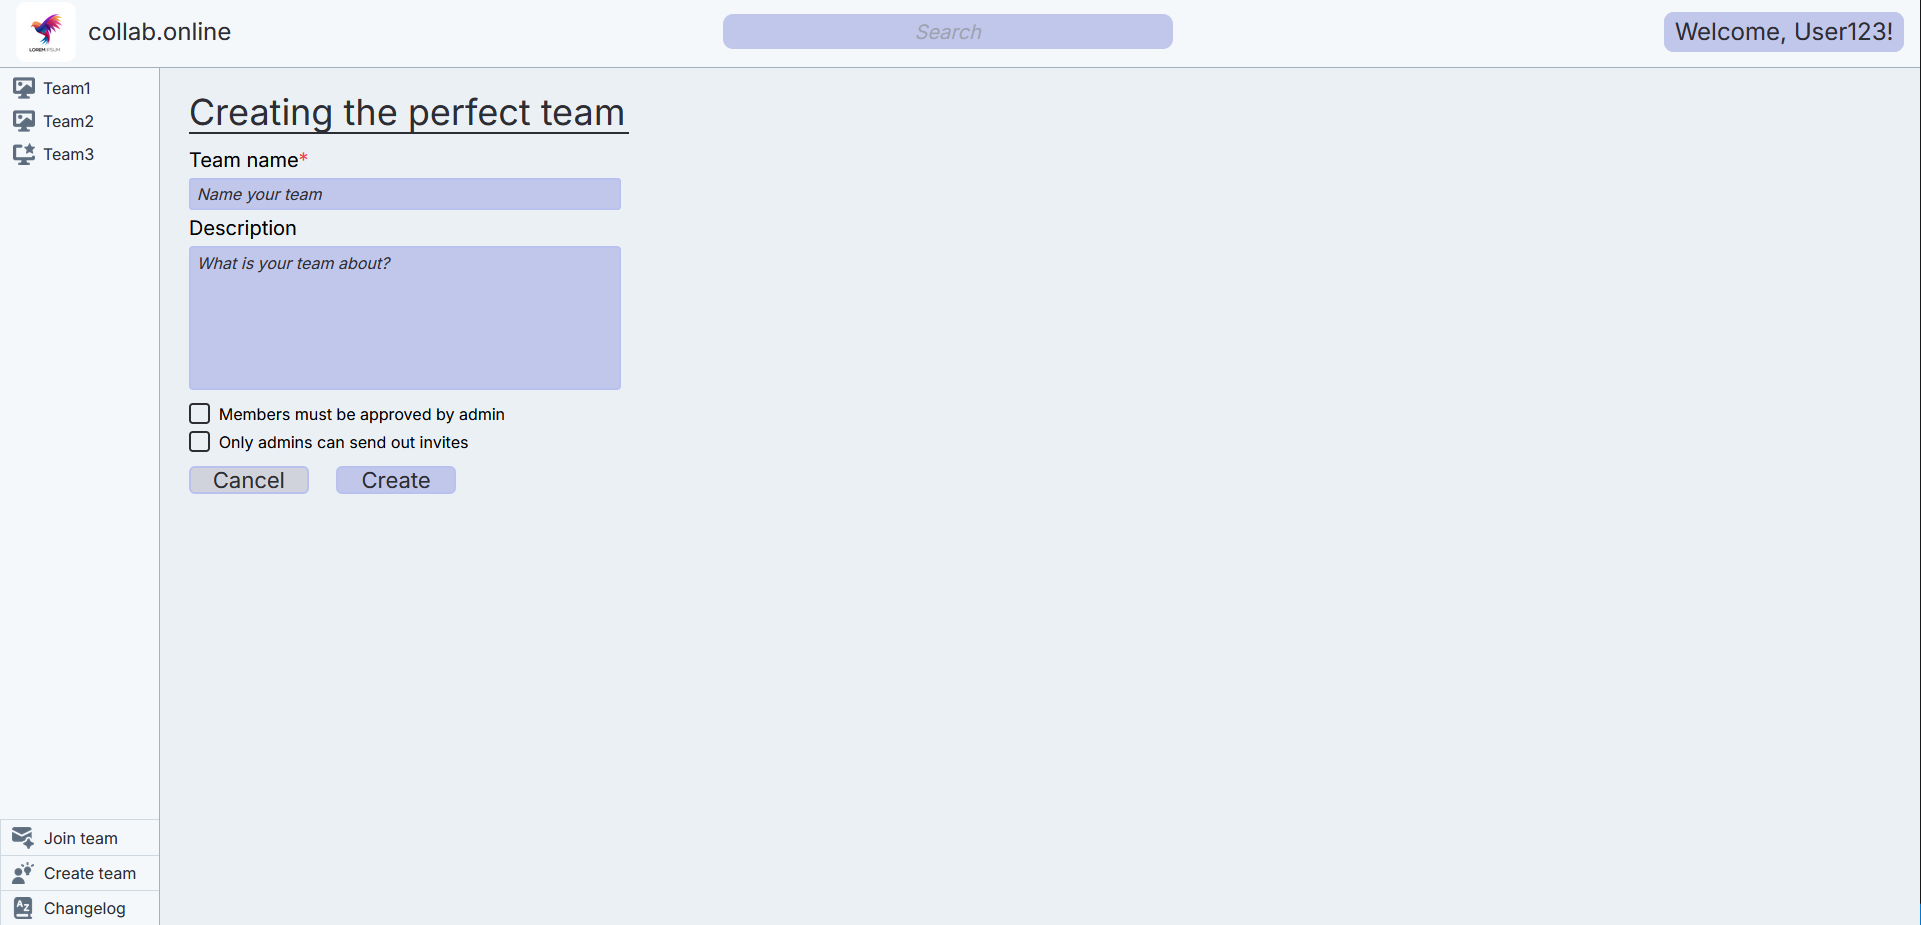 LOREMIPSUM
collab.online
Search
Welcome, User123!
Team1
Team2
Team3
Creating the perfect team
Team name*
Name your team
Description
What is your team about?
Members must be approved by admin
Only admins can send out invites
Cancel
Create
Join team
Create team
AZ
Changelog